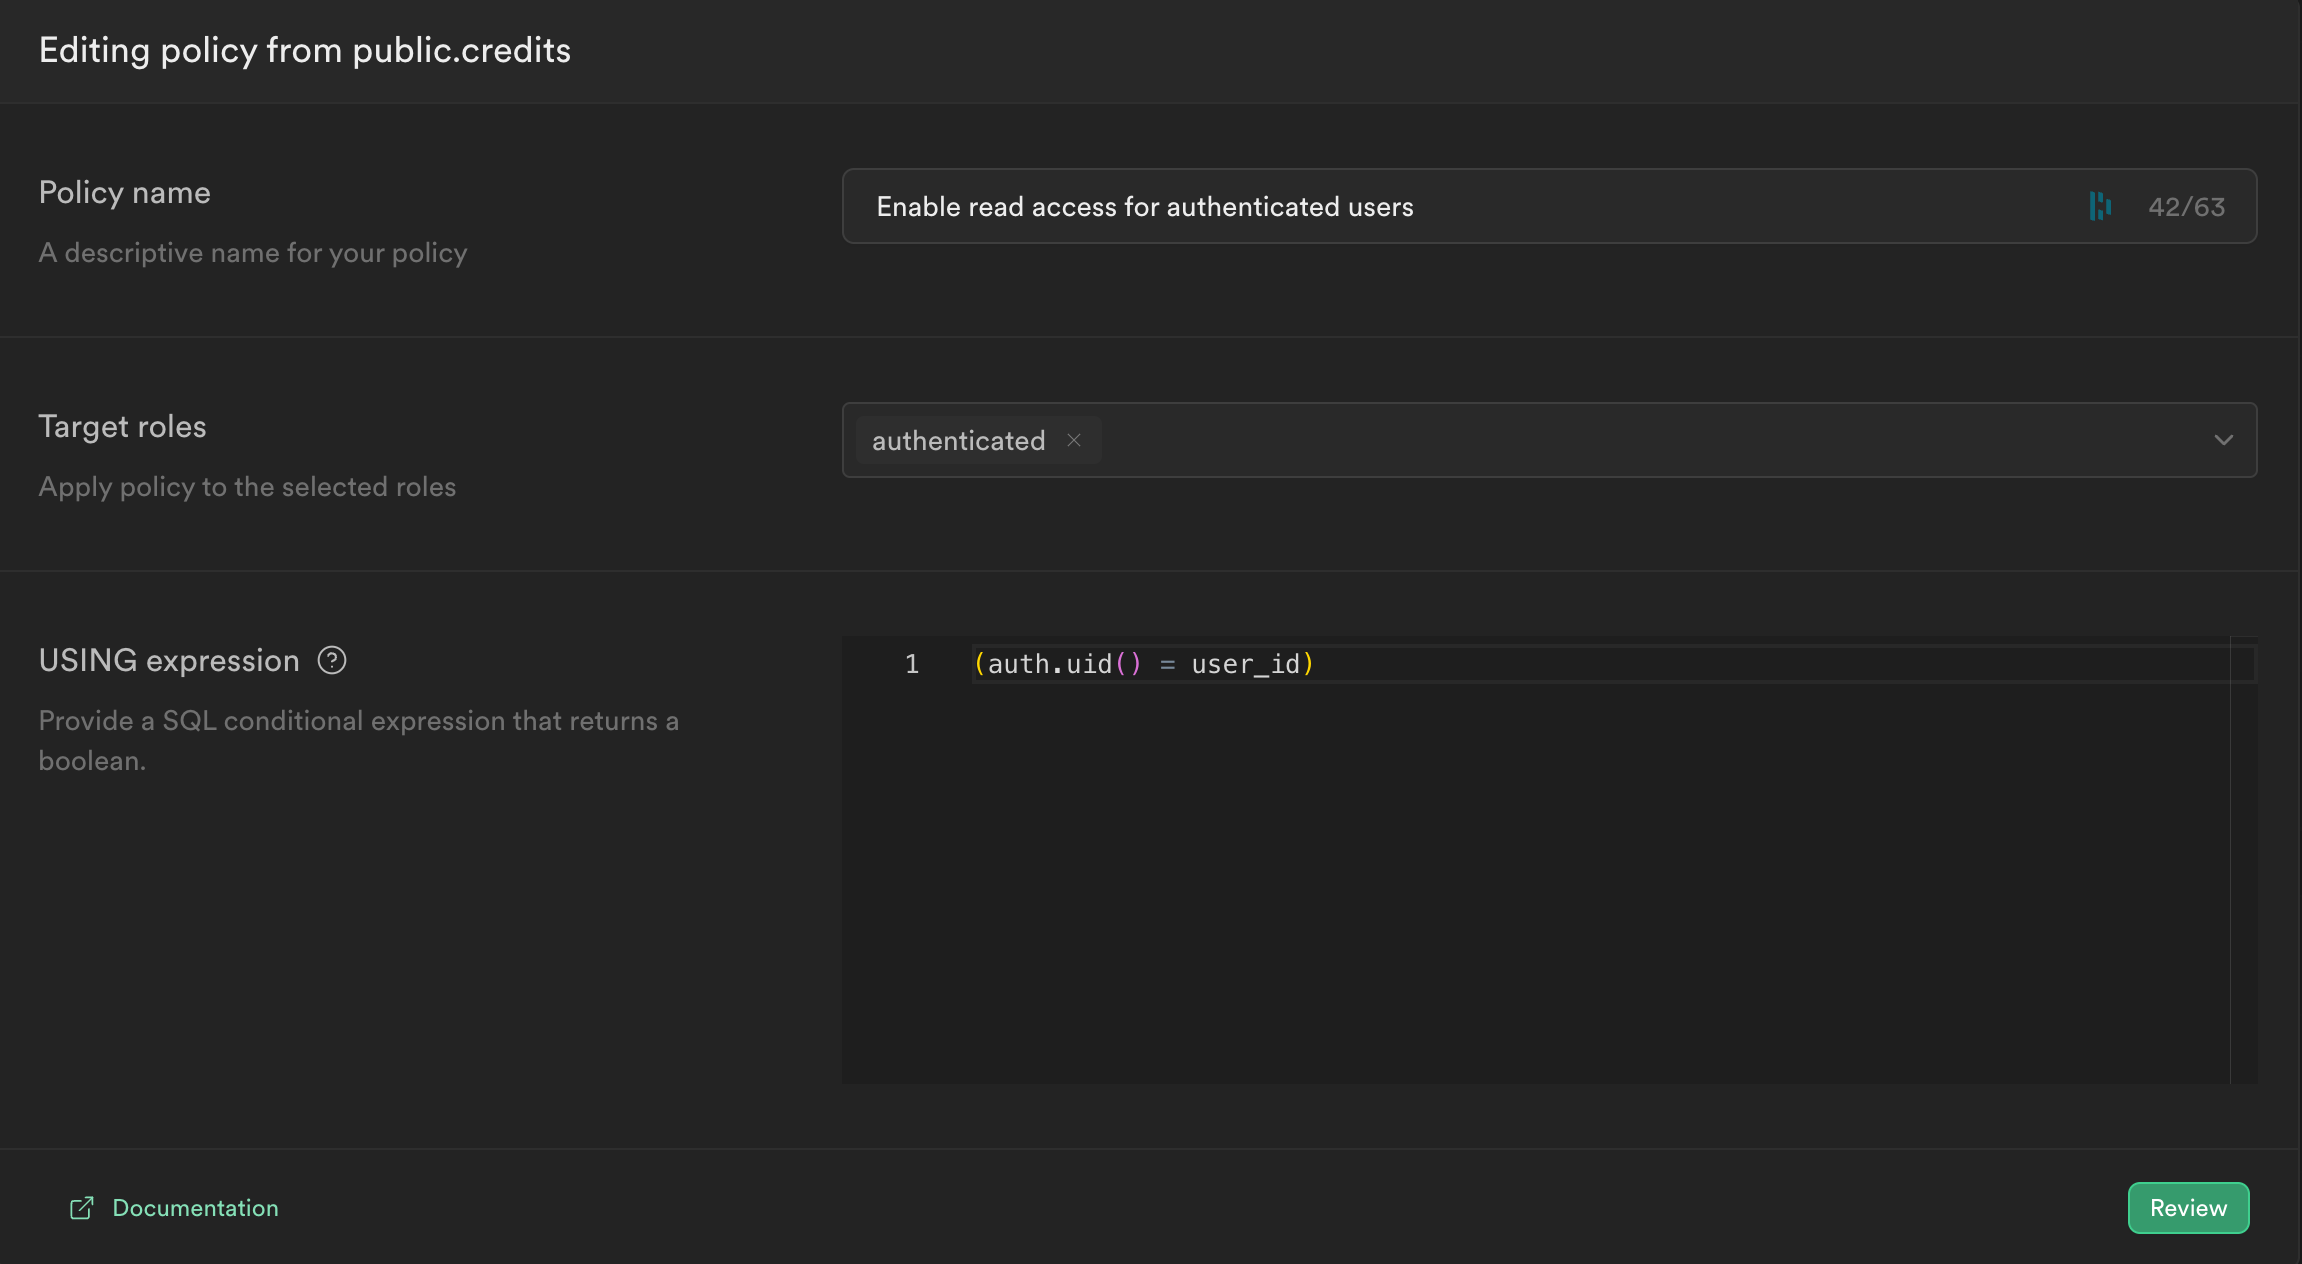 Editing policy from public.credits
Policy name
A descriptive name for your policy
Enable read access for authenticated users
42/63
Target roles
Apply policy to the selected roles
authenticated
USING expression
Provide a SQL conditional expression that returns a
boolean.
1 (auth.uid() = user_id)
Documentation
Review